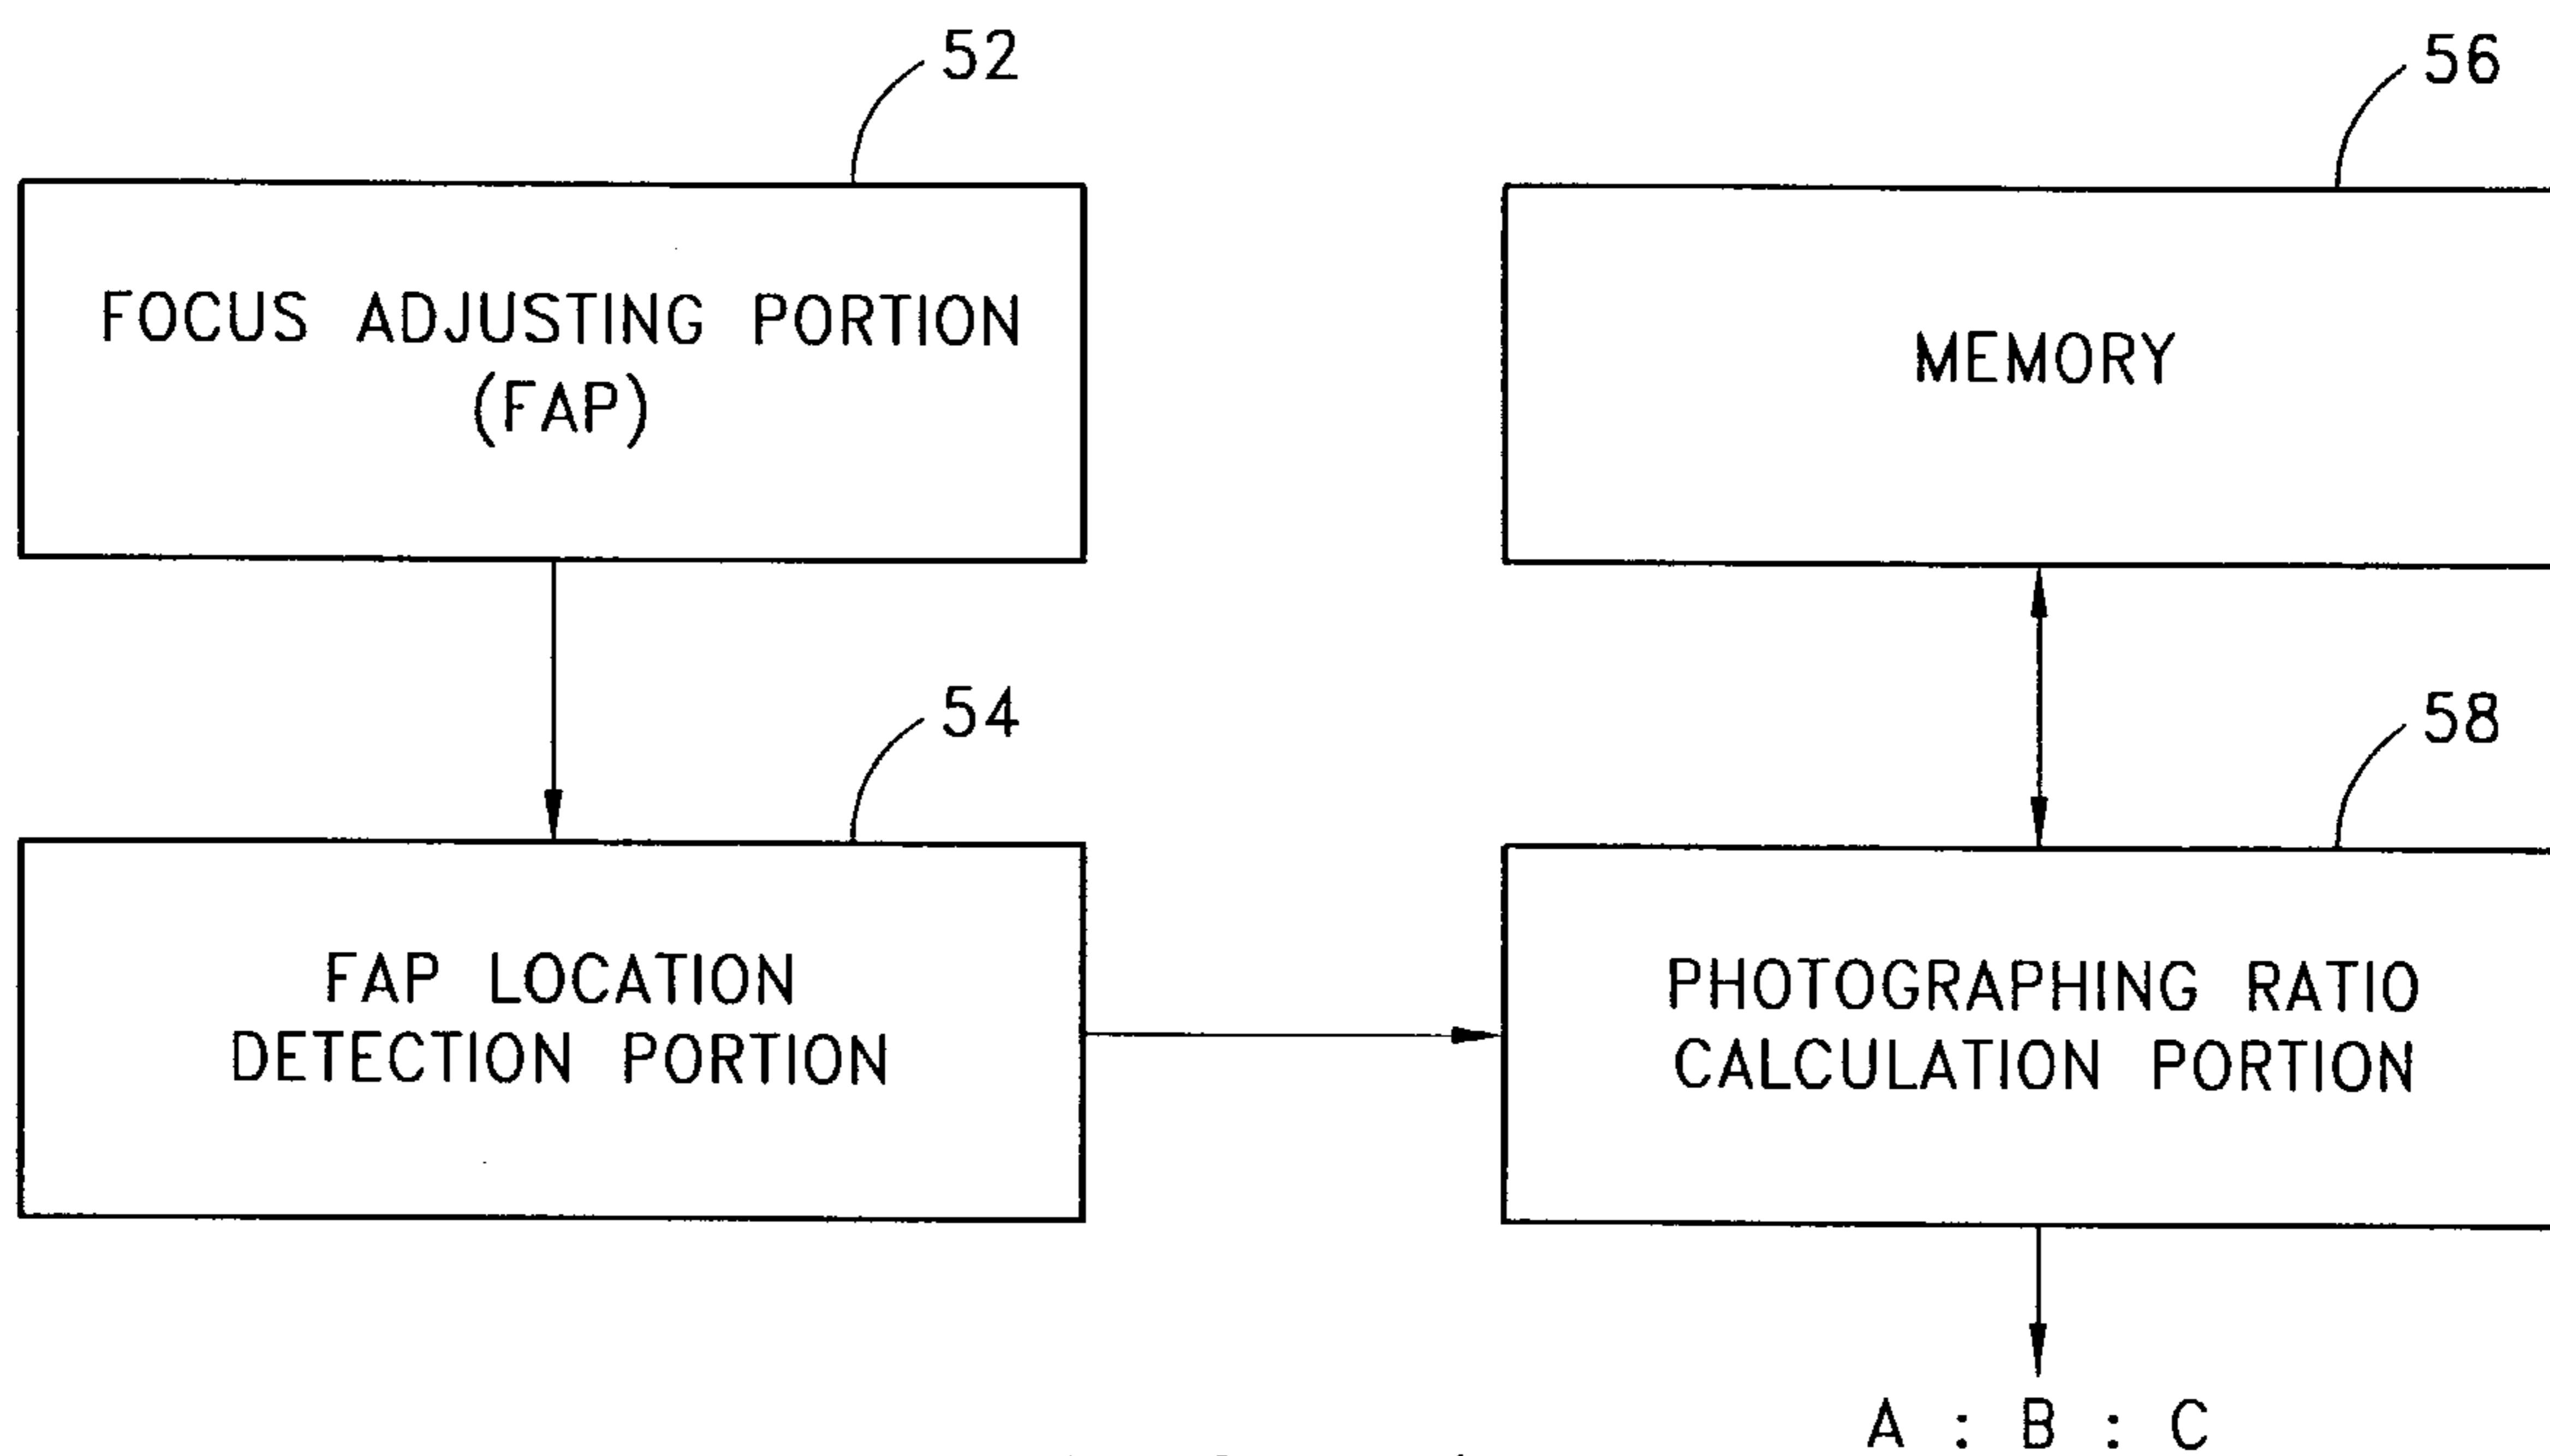 52
56
FOCUS ADJUSTING PORTION
(FAP)
MEMORY
54
58
FAP LOCATION
DETECTION PORTION
PHOTOGRAPHING RATIO
CALCULATION PORTION
A : B : C